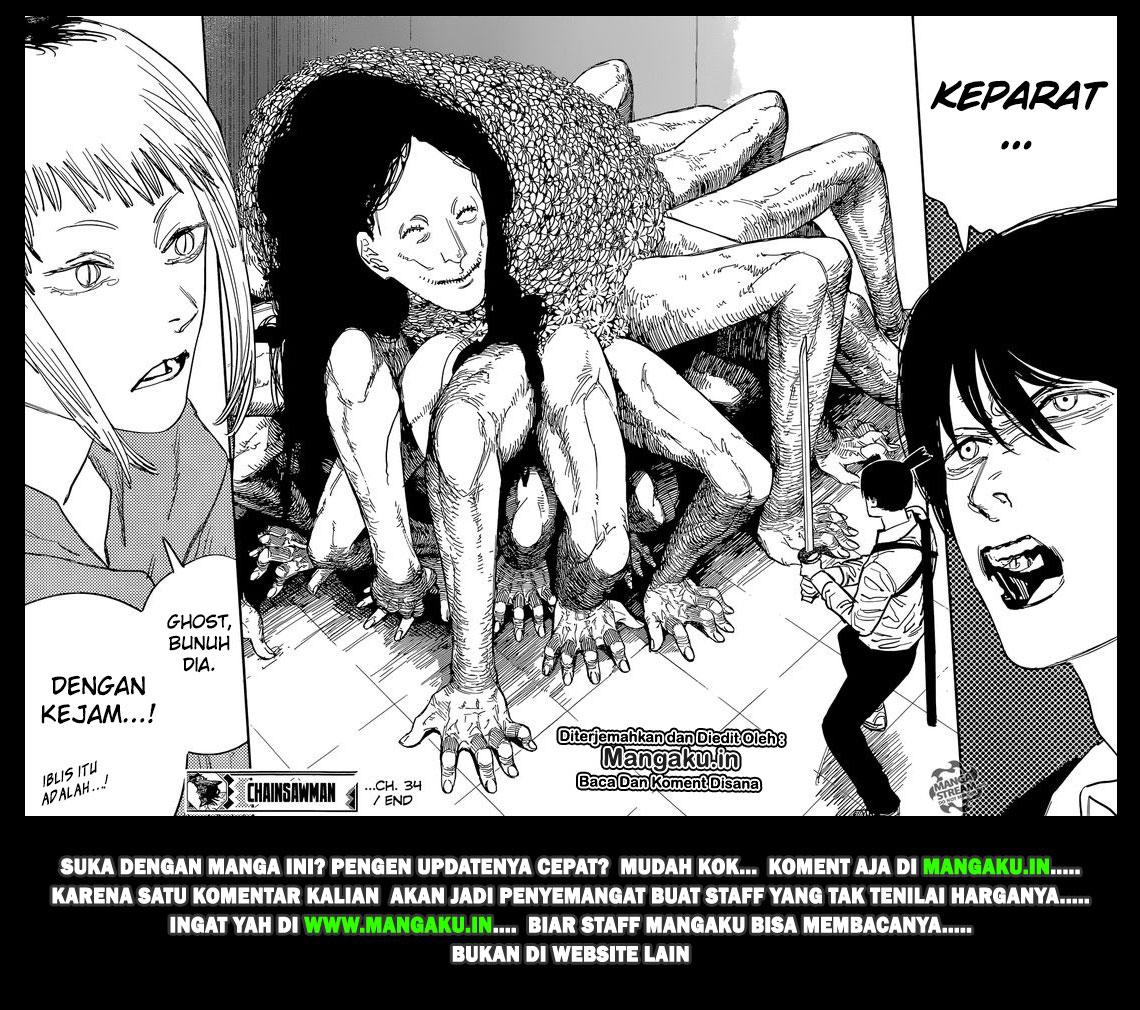 KEPARAT
...
GHOST,
BUNUH
DIA.
DENGAN
KEJAM...!
IBLIS ITU
ADALAH...!
CHAINSAWMAN
...CH. 34
/ END
Diterjemahkan dan Diedit Oleh:
Mangaku.in
Baca Dan Koment Disana
MANGA
STREAM
SUKA DENGAN MANGA INI? PENGEN UPDATENYA CEPAT? MUDAH KOK... KOMENT AJA DI MANGAKU.IN.....
KARENA SATU KOMENTAR KALIAN AKAN JADI PENYEMANGAT BUAT STAFF YANG TAK TENILAI HARGANYA.....
INGAT YAH DI WWW.MANGAKU.IN.... BIAR STAFF MANGAKU BISA MEMBACANYA.....
BUKAN DI WEBSITE LAIN